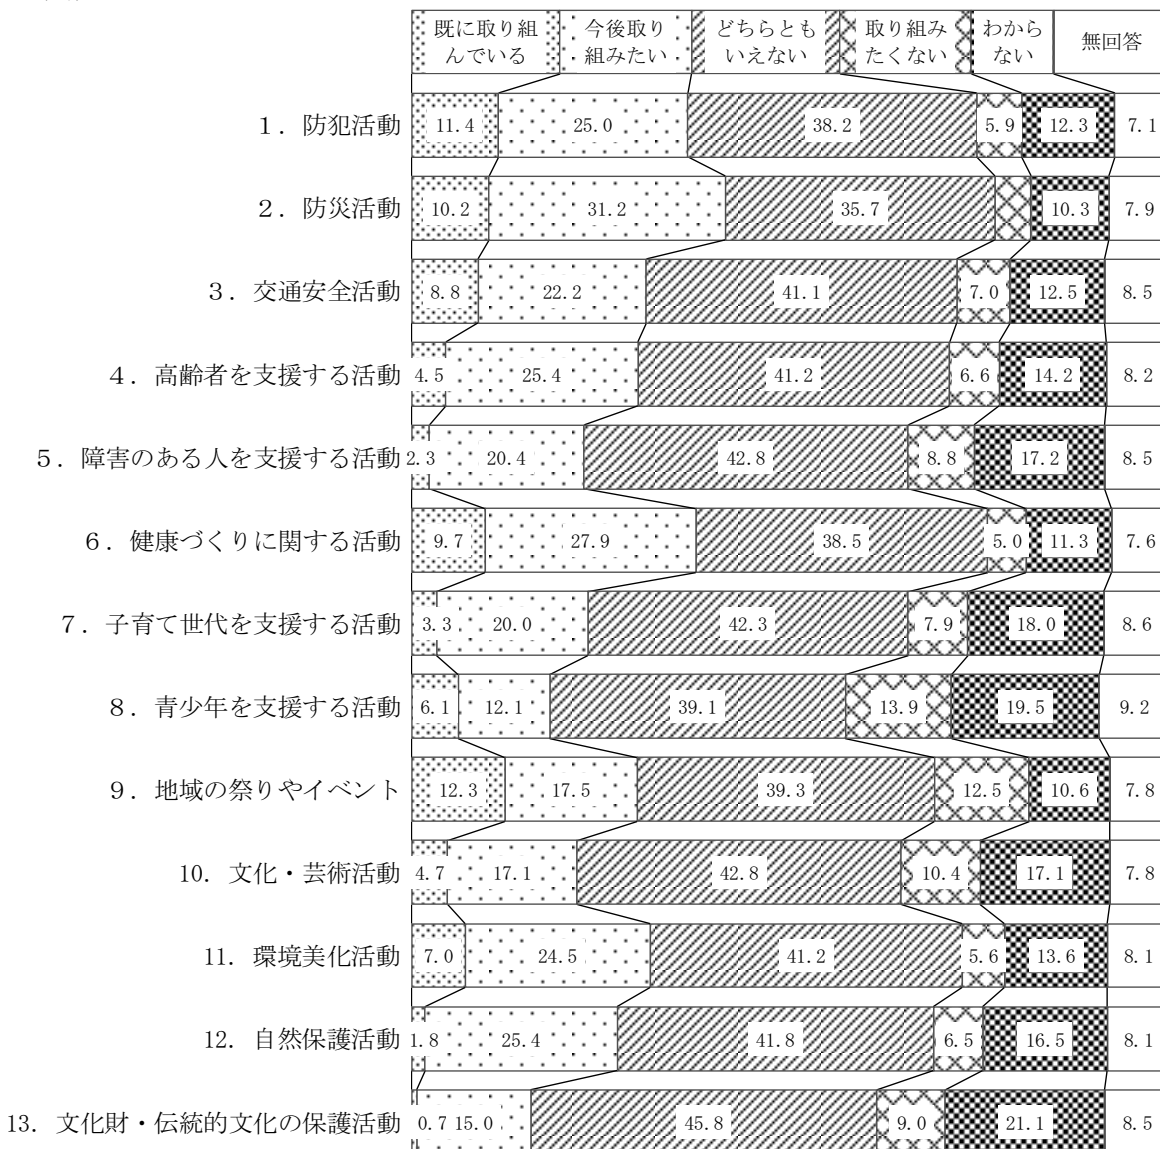 既に取り組
んでいる
今後取り
組みたい
どちらとも
いえない
取り組み
たくない
わから
ない
無回答
１．防犯活動 11.4 25.0 38.2 5.9 12.3 7.1
２．防災活動 10.2 31.2 35.7 10.3 7.9
３．交通安全活動 8.8 22.2 41.1 7.0 12.5 8.5
４．高齢者を支援する活動 4.5 25.4 41.2 6.6 14.2 8.2
５．障害のある人を支援する活動 2.3 20.4 42.8 8.8 17.2 8.5
６．健康づくりに関する活動 9.7 27.9 38.5 5.0 11.3 7.6
７．子育て世代を支援する活動 3.3 20.0 42.3 7.9 18.0 8.6
８．青少年を支援する活動 6.1 12.1 39.1 13.9 19.5 9.2
９．地域の祭りやイベント 12.3 17.5 39.3 12.5 10.6 7.8
10．文化・芸術活動 4.7 17.1 42.8 10.4 17.1 7.8
11．環境美化活動 7.0 24.5 41.2 5.6 13.6 8.1
12．自然保護活動 1.8 25.4 41.8 6.5 16.5 8.1
13．文化財・伝統的文化の保護活動 0.7 15.0 45.8 9.0 21.1 8.5